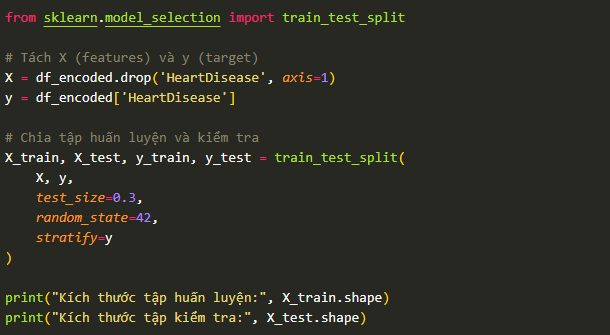 from sklearn.model_selection import train_test_split
# Tách X (features) và y (target)
X = df_encoded.drop('HeartDisease', axis=1)
y = df_encoded['HeartDisease']
# Chia tập huấn luyện và kiểm tra
X_train, X_test, y_train, y_test = train_test_split(
    X, y,
    test_size=0.3,
    random_state=42,
    stratify=y
)
print("Kích thước tập huấn luyện:", X_train.shape)
print("Kích thước tập kiểm tra:", X_test.shape)